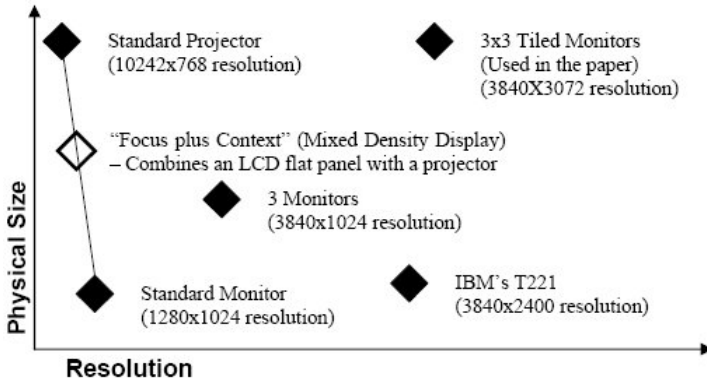 Standard Projector
(10242x768 resolution)
3x3 Tiled Monitors
(Used in the paper)
(3840X3072 resolution)
“Focus plus Context” (Mixed Density Display)
– Combines an LCD flat panel with a projector
3 Monitors
(3840x1024 resolution)
Standard Monitor
(1280x1024 resolution)
IBM’s T221
(3840x2400 resolution)
Physical Size
Resolution